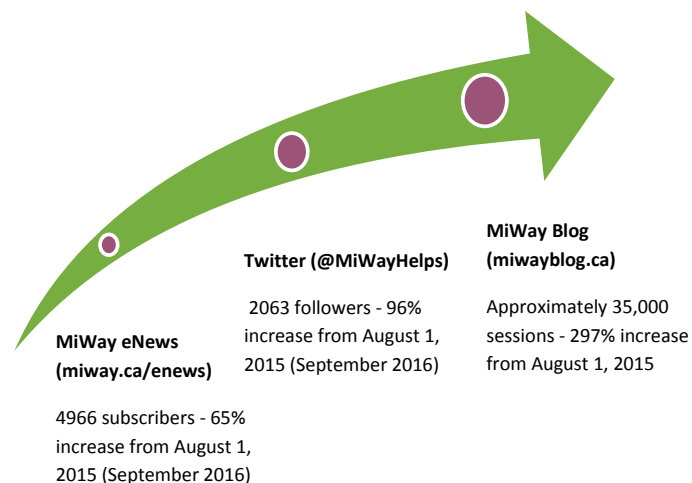 MiWay eNews
(miway.ca/enews)
4966 subscribers - 65%
increase from August 1,
2015 (September 2016)
Twitter (@MiWayHelps)
2063 followers - 96%
increase from August 1,
2015 (September 2016)
MiWay Blog
(miwayblog.ca)
Approximately 35,000
sessions - 297% increase
from August 1, 2015